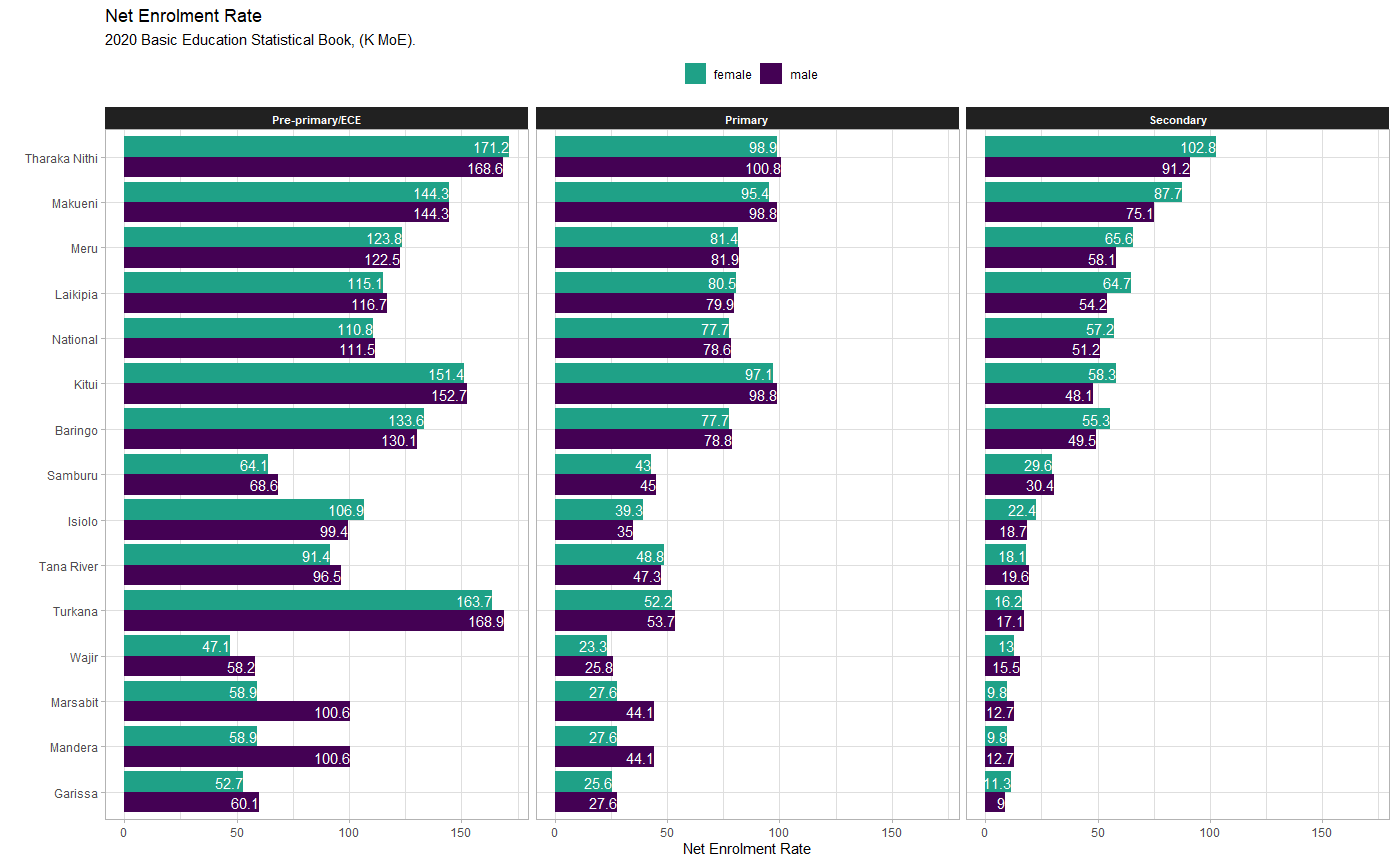 Net Enrolment Rate
2020 Basic Education Statistical Book, (K MoE).
female male
Pre-primary/ECE Primary Secondary
Tharaka Nithi 171.2 98.9 102.8
168.6 100.8 91.2
Makueni 144.3 95.4 87.7
144.3 98.8 75.1
Meru 123.8 81.4 65.6
122.5 81.9 58.1
Laikipia 115.1 80.5 64.7
116.7 79.9 54.2
National 110.8 77.7 57.2
111.5 78.6 51.2
Kitui 151.4 97.1 58.3
152.7 98.8 48.1
Baringo 133.6 77.7 55.3
130.1 78.8 49.5
Samburu 64.1 43 29.6
68.6 45 30.4
Isiolo 106.9 39.3 22.4
99.4 35 18.7
Tana River 91.4 48.8 18.1
96.5 47.3 19.6
Turkana 163.7 52.2 16.2
168.9 53.7 17.1
Wajir 47.1 23.3 13
58.2 25.8 15.5
Marsabit 58.9 27.6 9.8
100.6 44.1 12.7
Mandera 58.9 27.6 9.8
100.6 44.1 12.7
Garissa 52.7 25.6 11.3
60.1 27.6 9
0 50 100 150 0 50 100 150 0 50 100 150
Net Enrolment Rate